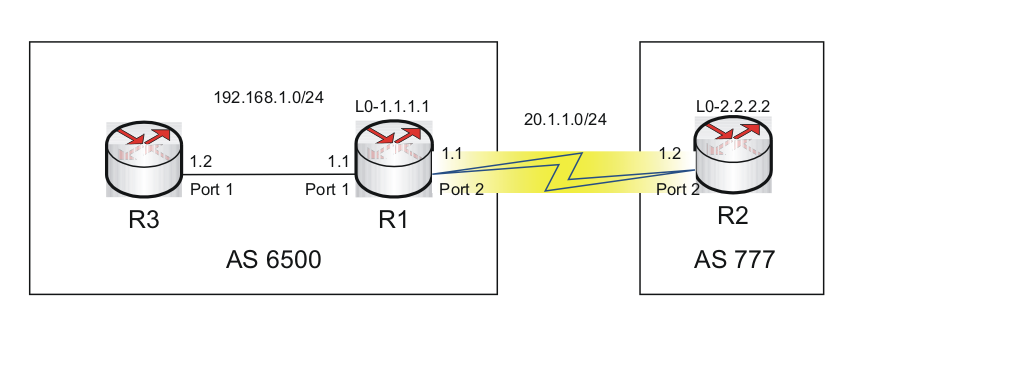 192.168.1.0/24
L0-1.1.1.1
20.1.1.0/24
L0-2.2.2.2
1.2
1.1
1.1
1.2
Port 1
Port 1
Port 2
Port 2
R3
R1
R2
AS 6500
AS 777